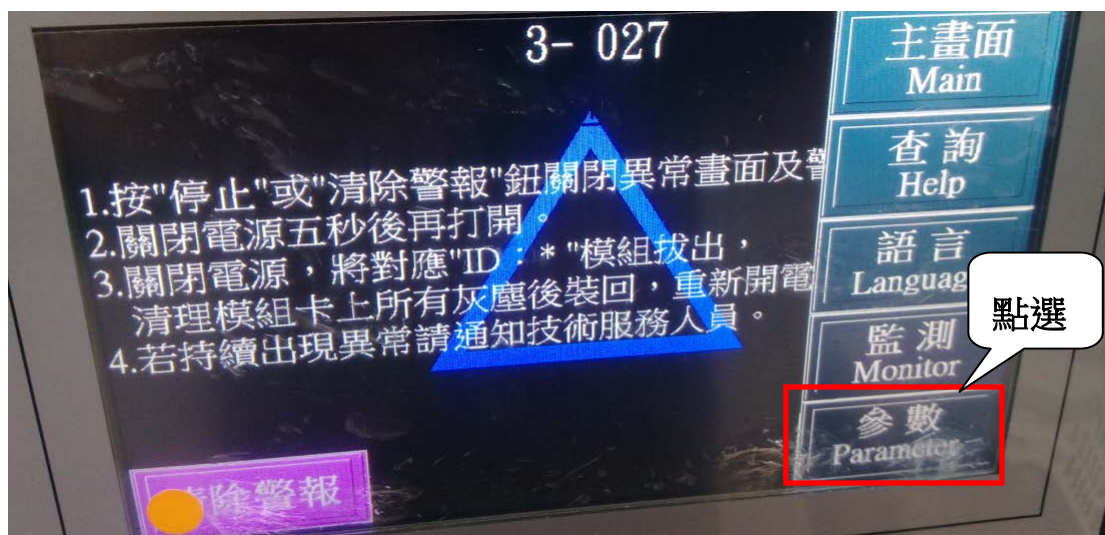 3- 027
1.按"停止"或"清除警報"鈕關閉異常畫面及警
2.關閉電源五秒後再打開。
3.關閉電源，將對應"ID：*"模組拔出，
清理模組卡上所有灰塵後裝回，重新開電
4.若持續出現異常請通知技術服務人員。
除警報
主畫面
Main
查詢
Help
語言
Languag
監測
Monitor
參數
Parameter
點選